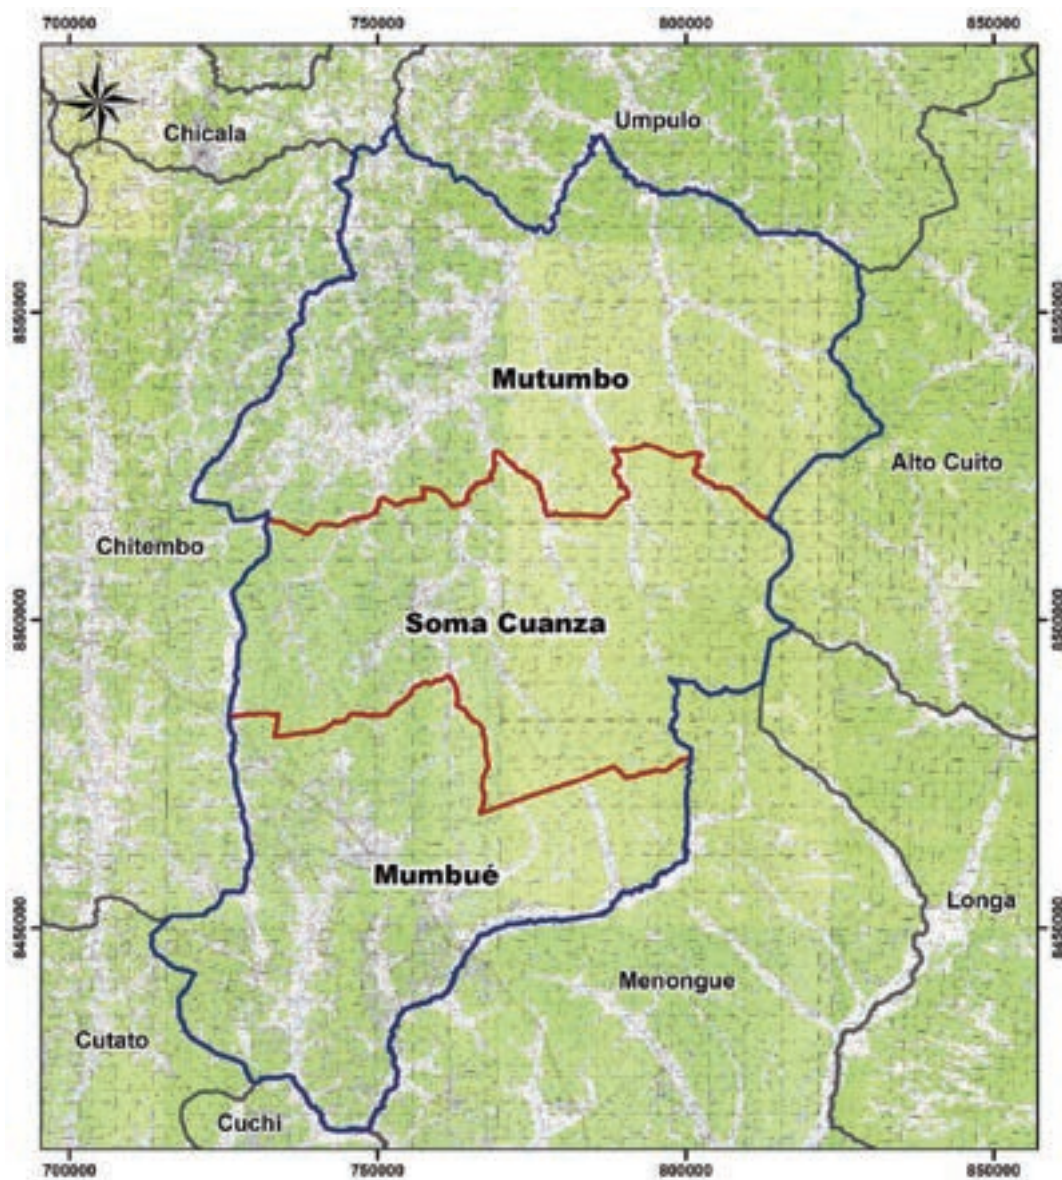 700000 750000 800000 850000
Chicala
Umpulo
8550000 8550000
Mutumbo
Alto Cuito
Chitembo
8500000 8500000
Soma Cuanza
Mumbué
Longa
8450000 8450000
Menongue
Cutato
Cuchi
700000 750000 800000 850000